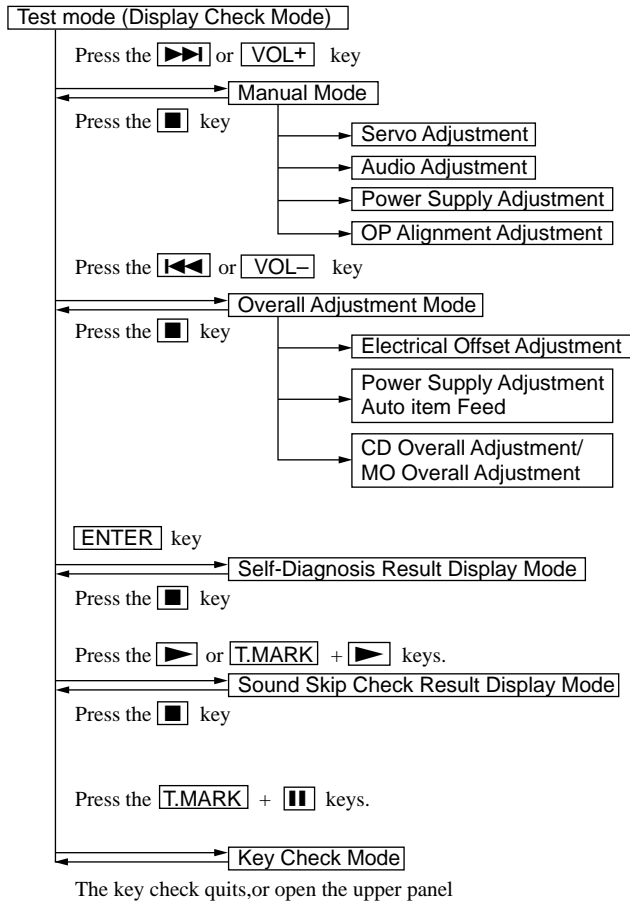 Test mode (Display Check Mode)
Press the ▶▶I or VOL+ key
Manual Mode
Press the ■ key
Servo Adjustment
Audio Adjustment
Power Supply Adjustment
OP Alignment Adjustment
Press the I◀◀ or VOL– key
Overall Adjustment Mode
Press the ■ key
Electrical Offset Adjustment
Power Supply Adjustment
Auto item Feed
CD Overall Adjustment/
MO Overall Adjustment
ENTER key
Self-Diagnosis Result Display Mode
Press the ■ key
Press the ▶ or T.MARK + ▶ keys.
Sound Skip Check Result Display Mode
Press the ■ key
Press the T.MARK + ❚❚ keys.
Key Check Mode
The key check quits,or open the upper panel